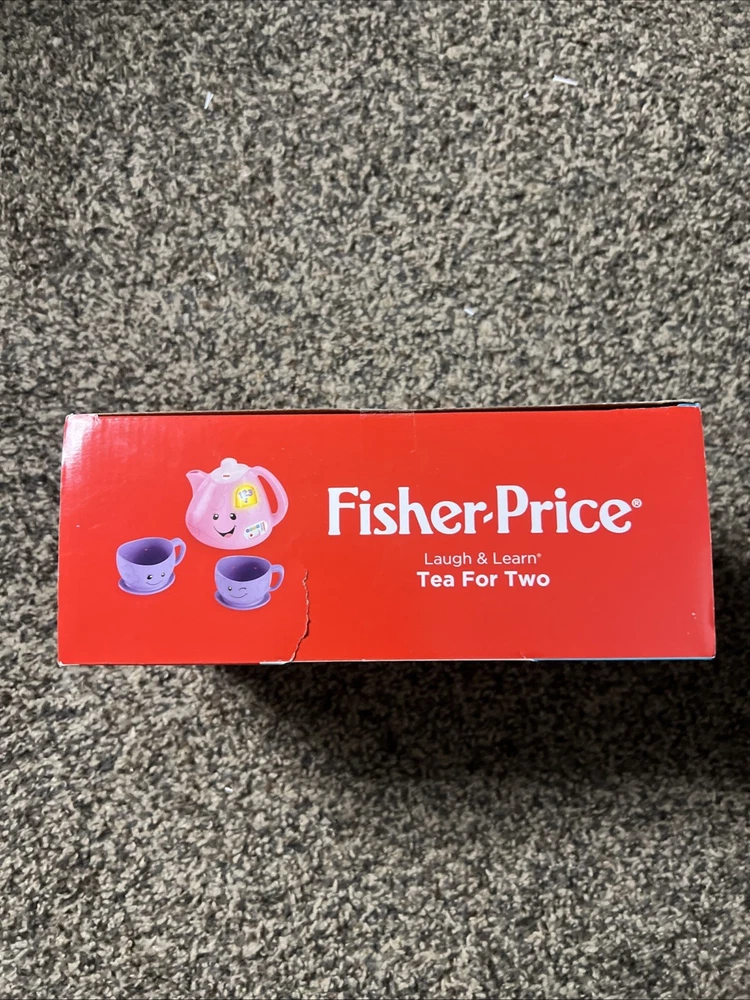 Fisher-Price®
Laugh & Learn®
Tea For Two